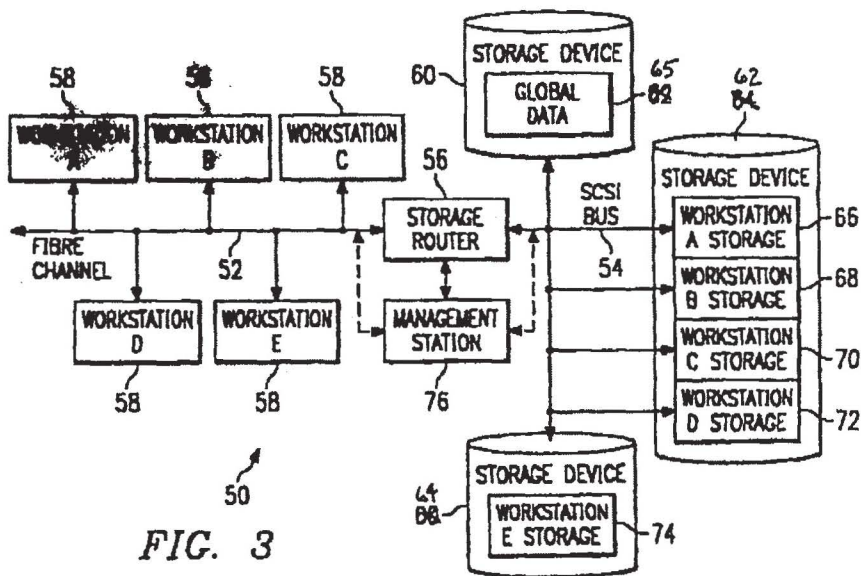 STORAGE DEVICE
60
GLOBAL
DATA
65
62
58
58
WORKSTATION
B
WORKSTATION
C
56
STORAGE
ROUTER
SCSI
BUS
54
STORAGE DEVICE
WORKSTATION
A STORAGE
66
WORKSTATION
B STORAGE
68
WORKSTATION
C STORAGE
70
WORKSTATION
D STORAGE
72
FIBRE
CHANNEL
52
WORKSTATION
D
58
WORKSTATION
E
58
MANAGEMENT
STATION
76
STORAGE DEVICE
64
WORKSTATION
E STORAGE
74
50
FIG. 3